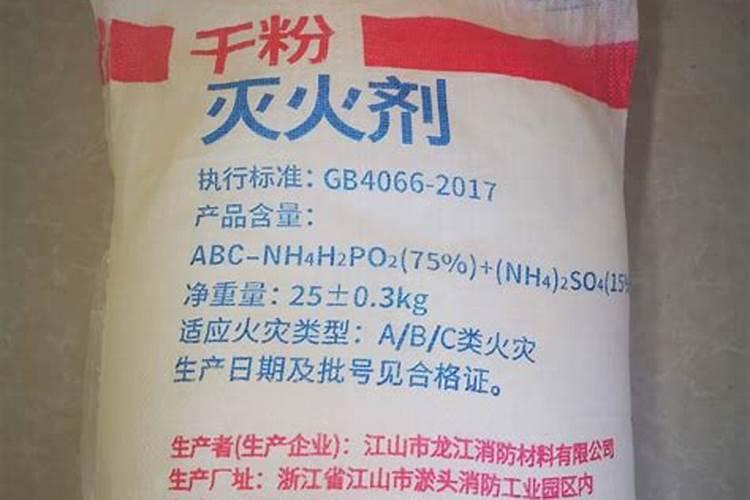 干粉
灭火剂
执行标准：GB4066-2017
产品含量：
ABC-NH4H2PO2(75%)+(NH4)2SO4(15%
净重量：25±0.3kg
适应火灾类型：A/B/C类火灾
生产日期及批号见合格证。
生产者(生产企业)：江山市龙江消防材料有限公司
生产厂址：浙江省江山市淤头消防工业园区内